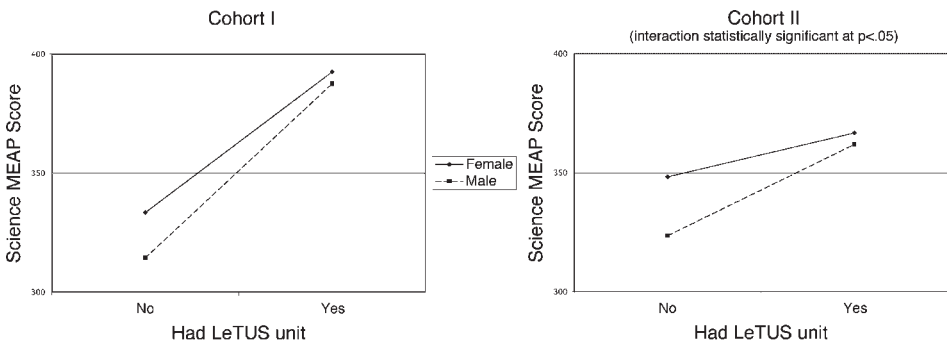 Cohort I
400
350
300
Science MEAP Score
No Yes
Had LeTUS unit
Female
Male
Cohort II
(interaction statistically significant at p<.05)
400
350
300
Science MEAP Score
No Yes
Had LeTUS unit